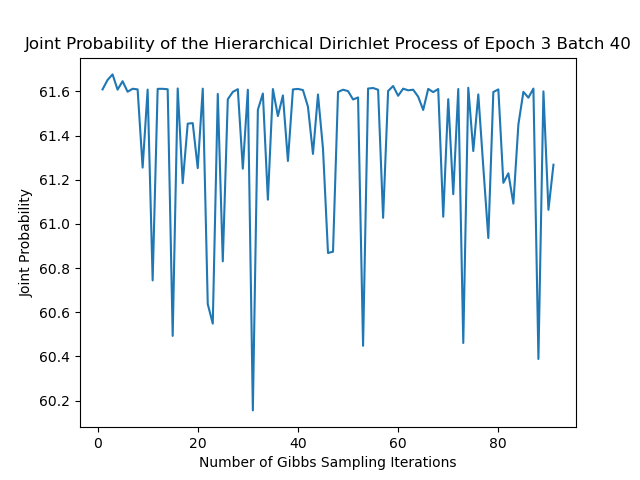 Joint Probability of the Hierarchical Dirichlet Process of Epoch 3 Batch 40
Joint Probability
61.6
61.4
61.2
61.0
60.8
60.6
60.4
60.2
0 20 40 60 80
Number of Gibbs Sampling Iterations